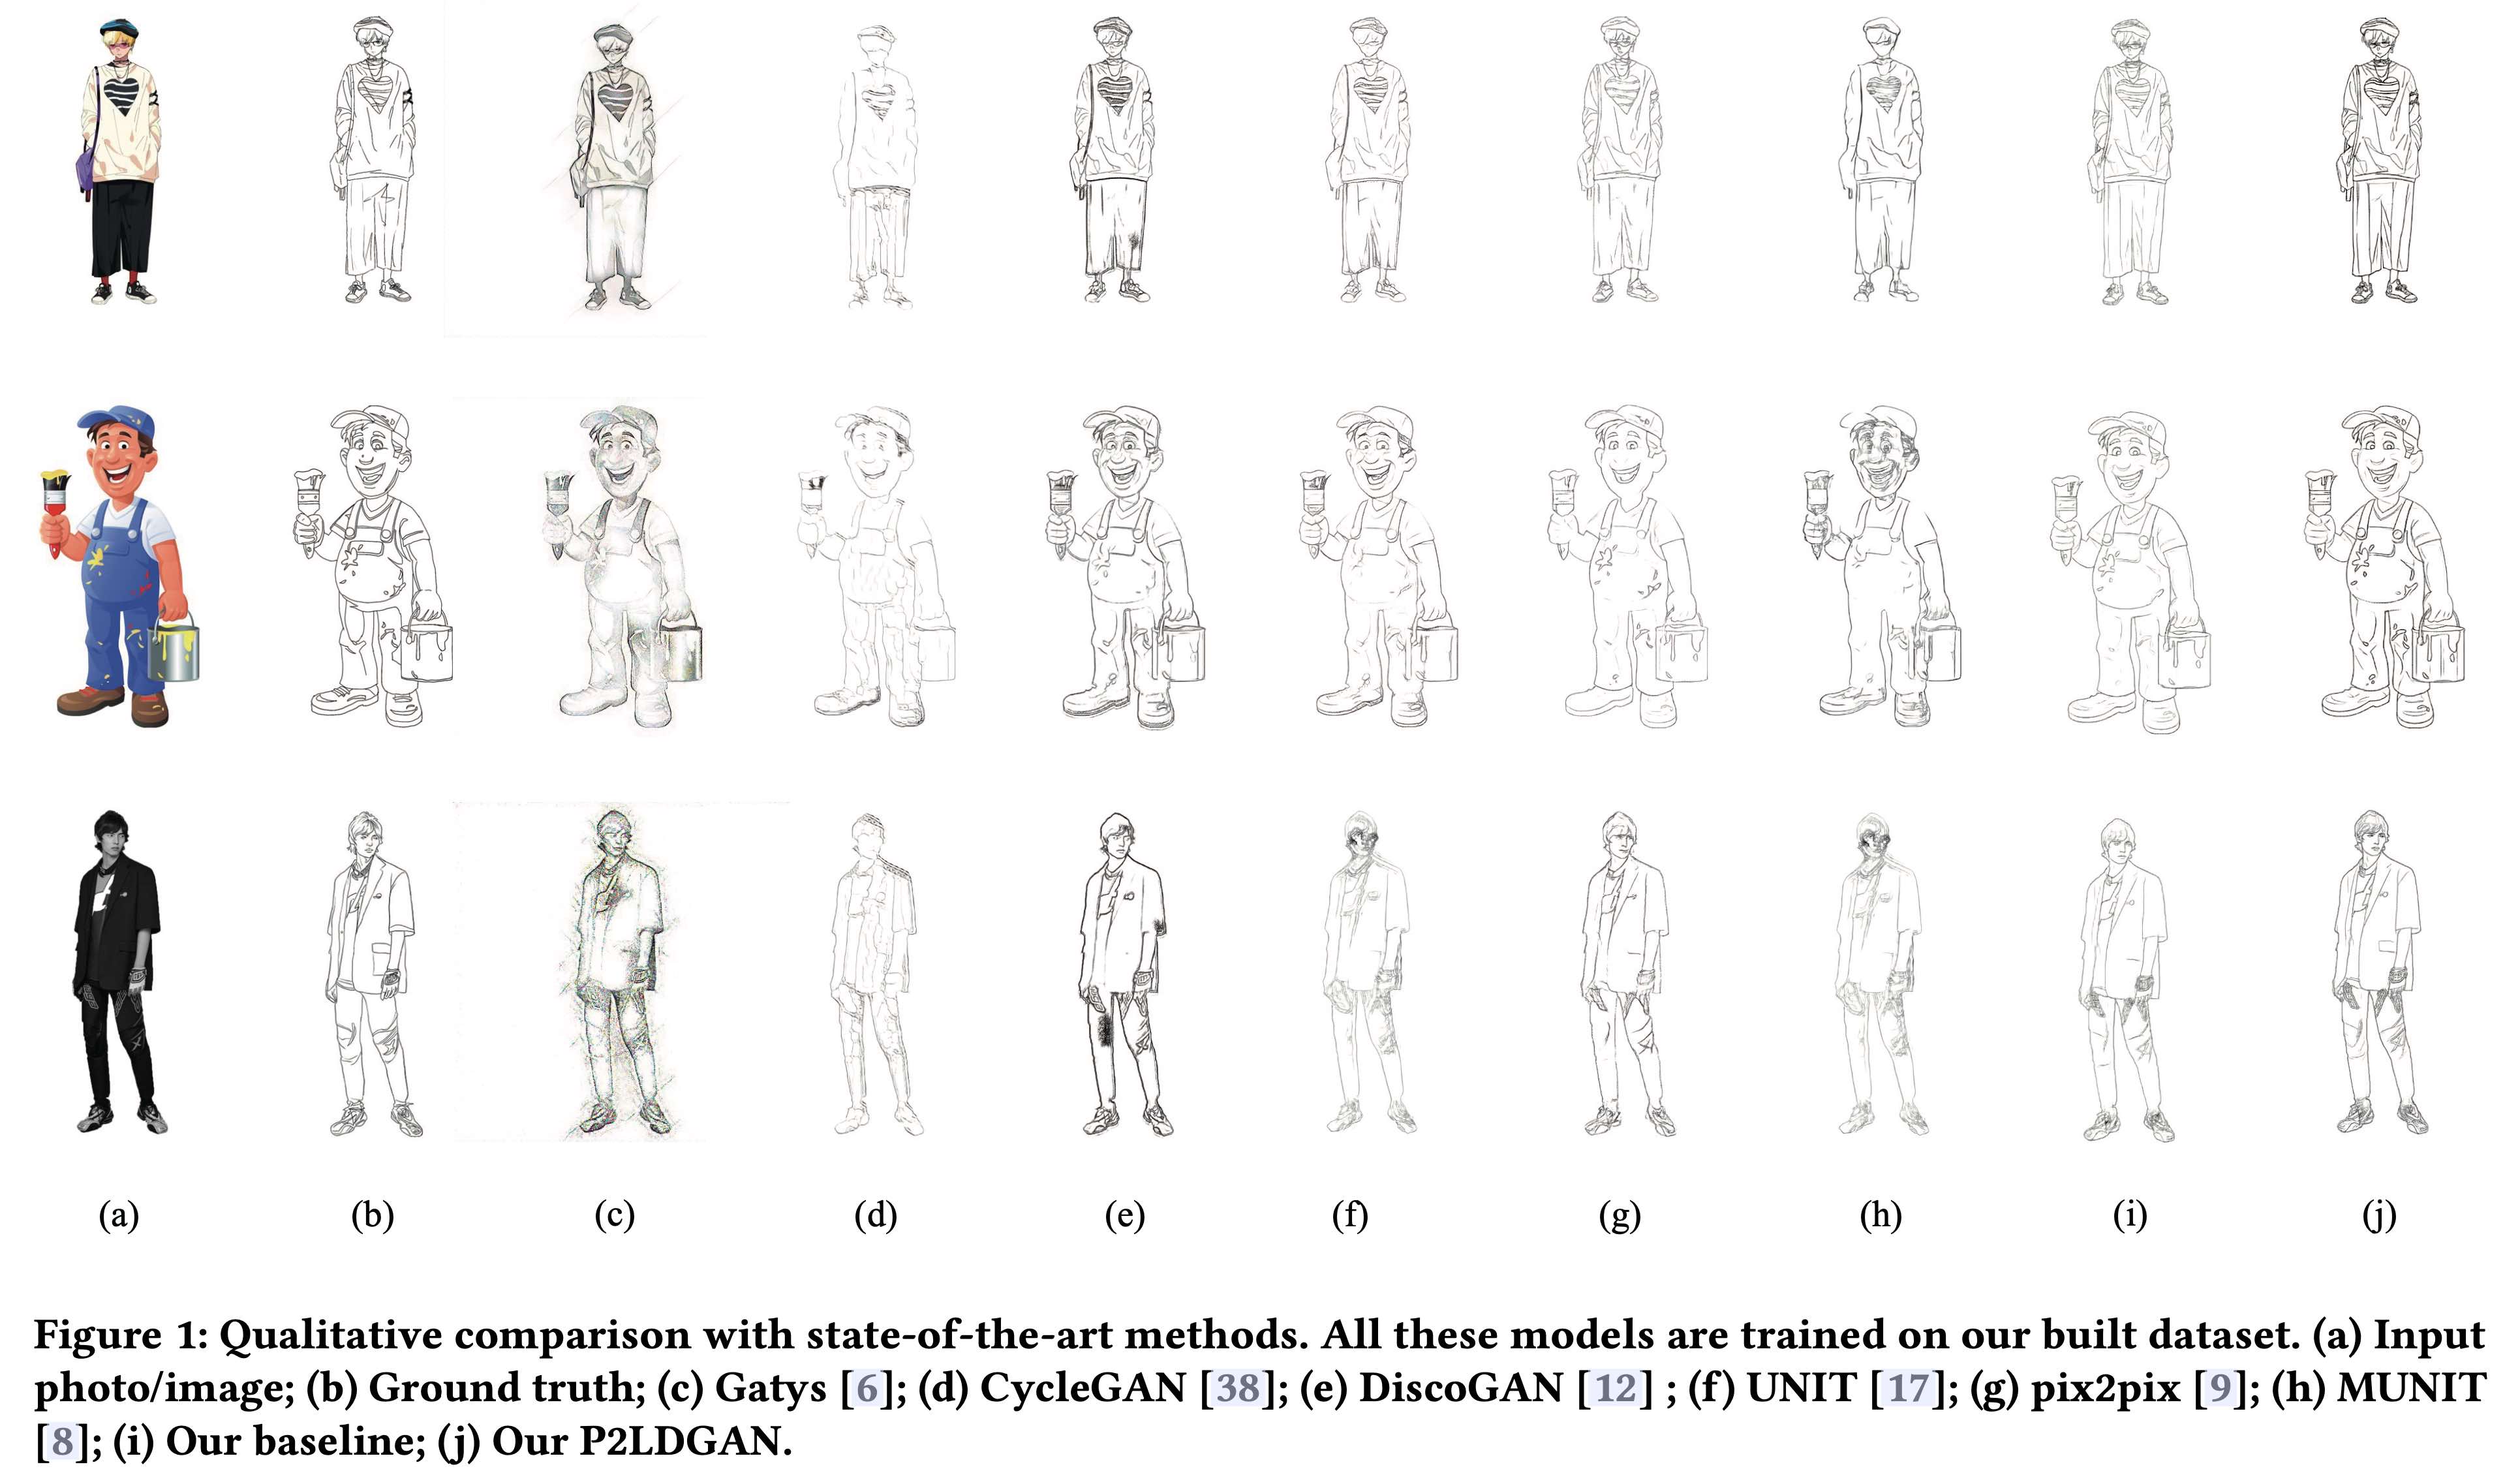 (a) (b) (c) (d) (e) (f) (g) (h) (i) (j)
Figure 1: Qualitative comparison with state-of-the-art methods. All these models are trained on our built dataset. (a) Input
photo/image; (b) Ground truth; (c) Gatys [6]; (d) CycleGAN [38]; (e) DiscoGAN [12] ; (f) UNIT [17]; (g) pix2pix [9]; (h) MUNIT
[8]; (i) Our baseline; (j) Our P2LDGAN.